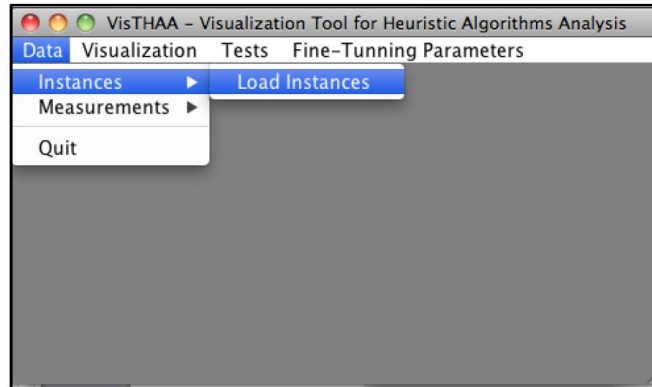 VisTHAA – Visualization Tool for Heuristic Algorithms Analysis
Data Visualization Tests Fine-Tunning Parameters
Instances Load Instances
Measurements
Quit